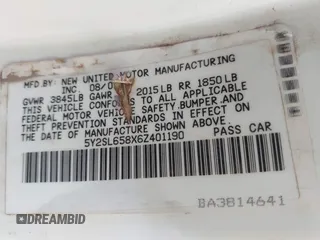 MFD.BY: NEW UNITED MOTOR MANUFACTURING
INC. 08/0 2015LB RR 1850LB
GVWR 3845LB GAWR
THIS VEHICLE CONFORMS TO ALL APPLICABLE
FEDERAL MOTOR VEHICLE SAFETY,BUMPER,AND
THEFT PREVENTION STANDARDS IN EFFECT ON
THE DATE OF MANUFACTURE SHOWN ABOVE.
5Y2SL658X6Z401190 PASS CAR
BA3814641
©DREAMBID
DREAMBID